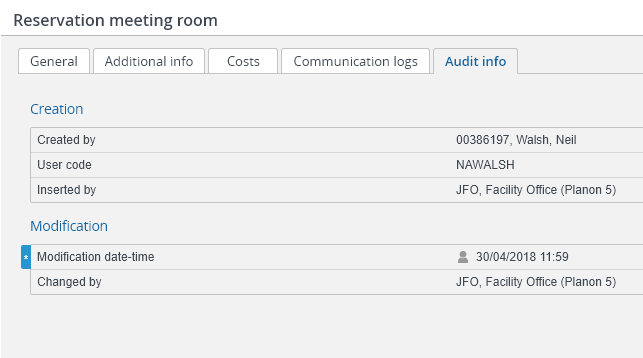 Reservation meeting room
General Additional info Costs Communication logs Audit info
Creation
Created by 00386197, Walsh, Neil
User code NAWALSH
Inserted by JFO, Facility Office (Planon 5)
Modification
* Modification date-time 30/04/2018 11:59
Changed by JFO, Facility Office (Planon 5)